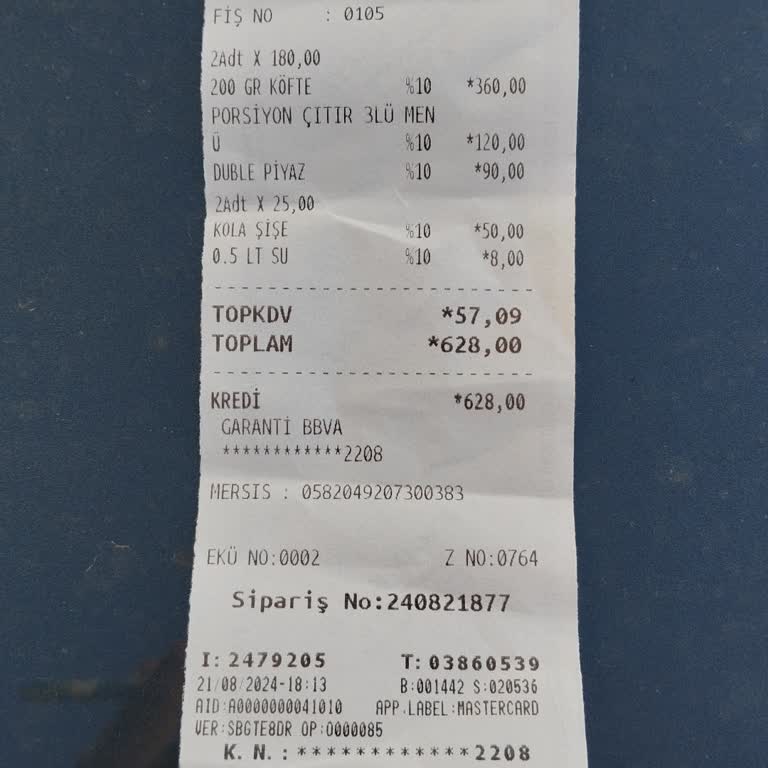 FİŞ NO : 0105
2Adt X 180,00
200 GR KÖFTE %10 *360,00
PORSİYON ÇITIR 3LÜ MEN
Ü %10 *120,00
DUBLE PİYAZ %10 *90,00
2Adt X 25,00
KOLA ŞİŞE %10 *50,00
0.5 LT SU %10 *8,00
TOPKDV *57,09
TOPLAM *628,00
KREDİ *628,00
GARANTİ BBVA
************2208
MERSIS : 0582049207300383
EKÜ NO:0002 Z NO:0764
Sipariş No:240821877
I: 2479205 T: 03860539
21/08/2024-18:13 B:001442 S:020536
AID:A0000000041010 APP.LABEL:MASTERCARD
VER:SBGTE8DR OP:0000085
K. N. : ************2208